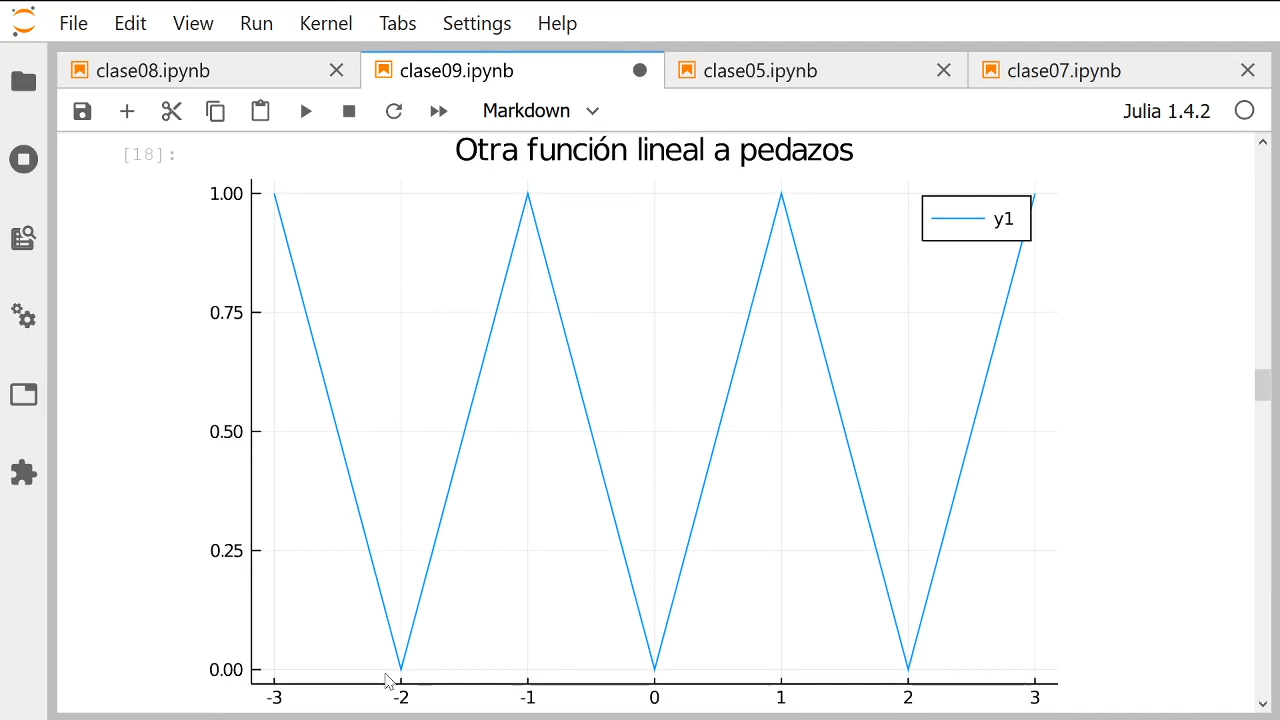 File Edit View Run Kernel Tabs Settings Help
clase08.ipynb clase09.ipynb clase05.ipynb clase07.ipynb
Markdown Julia 1.4.2
[18]:
Otra función lineal a pedazos
1.00
y1
0.75
0.50
0.25
0.00
-3 -2 -1 0 1 2 3